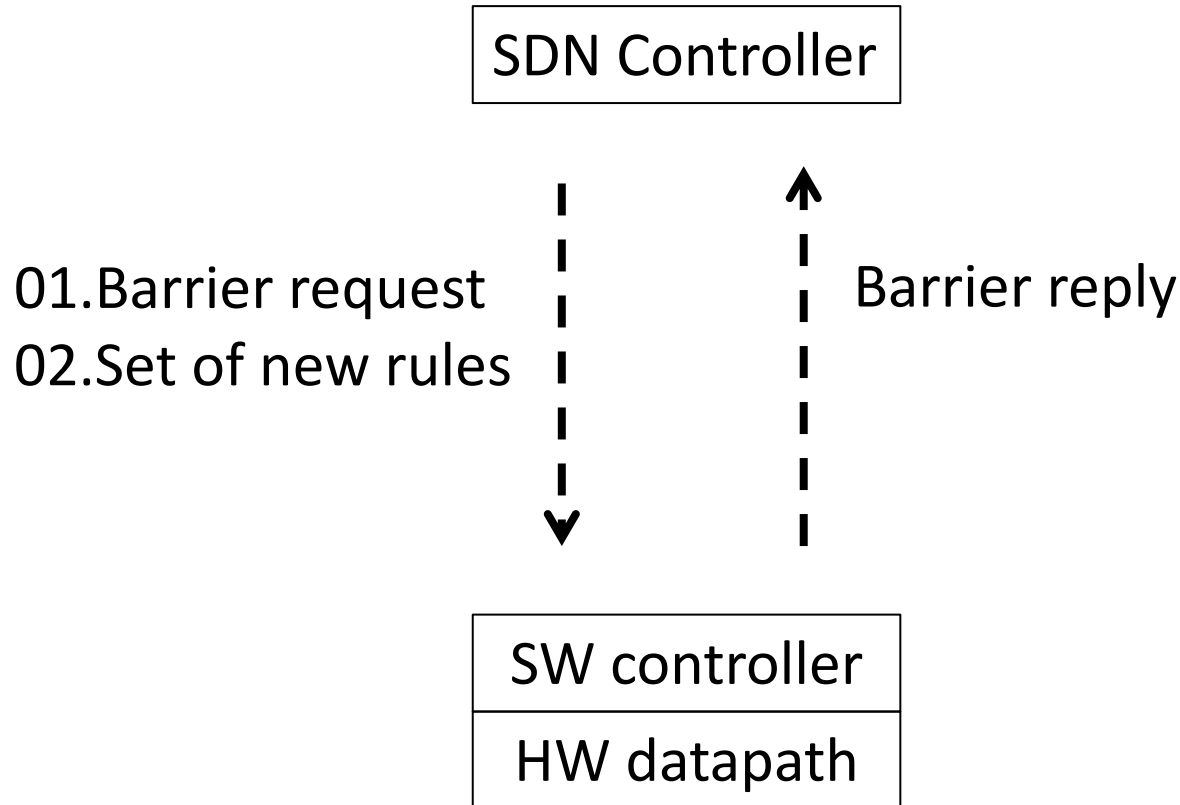 SDN Controller
01.Barrier request
02.Set of new rules
Barrier reply
SW controller
HW datapath